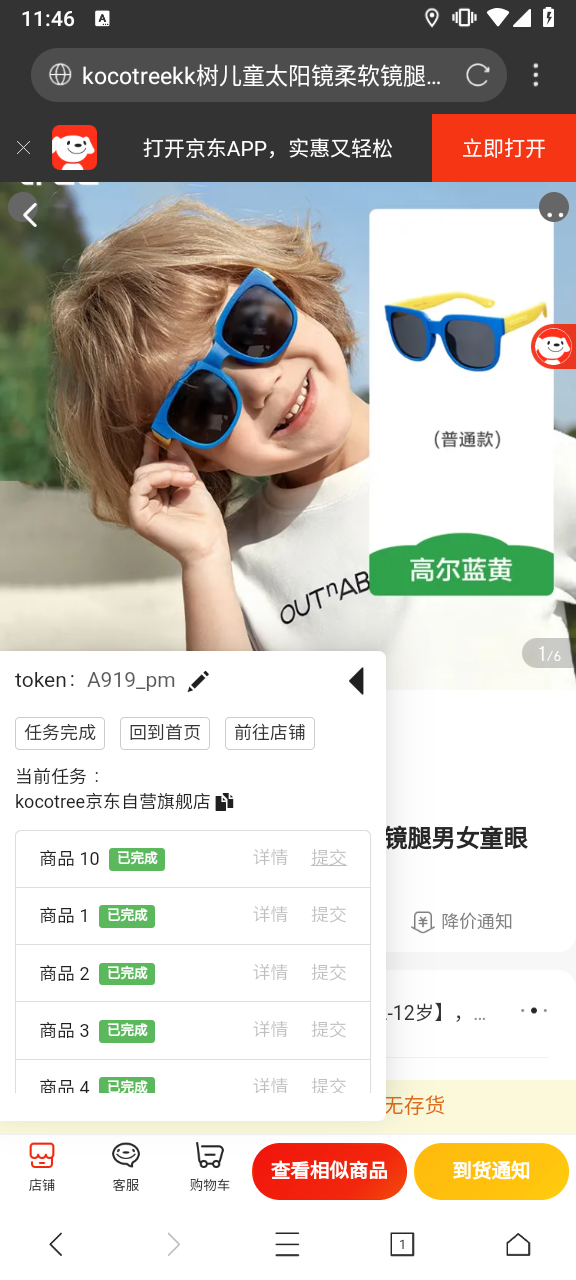 11:46
A
kocotreekk树儿童太阳镜柔软镜腿...
打开京东APP，实惠又轻松
立即打开
(普通款)
OUTnAB
高尔蓝黄
1/6
token：A919_pm
任务完成
回到首页
前往店铺
当前任务：
kocotree京东自营旗舰店
商品 10 已完成 详情 提交
商品 1 已完成 详情 提交
商品 2 已完成 详情 提交
商品 3 已完成 详情 提交
商品 4 已完成 详情 提交
镜腿男女童眼
降价通知
-12岁】，...
无存货
店铺
客服
购物车
查看相似商品
到货通知
1